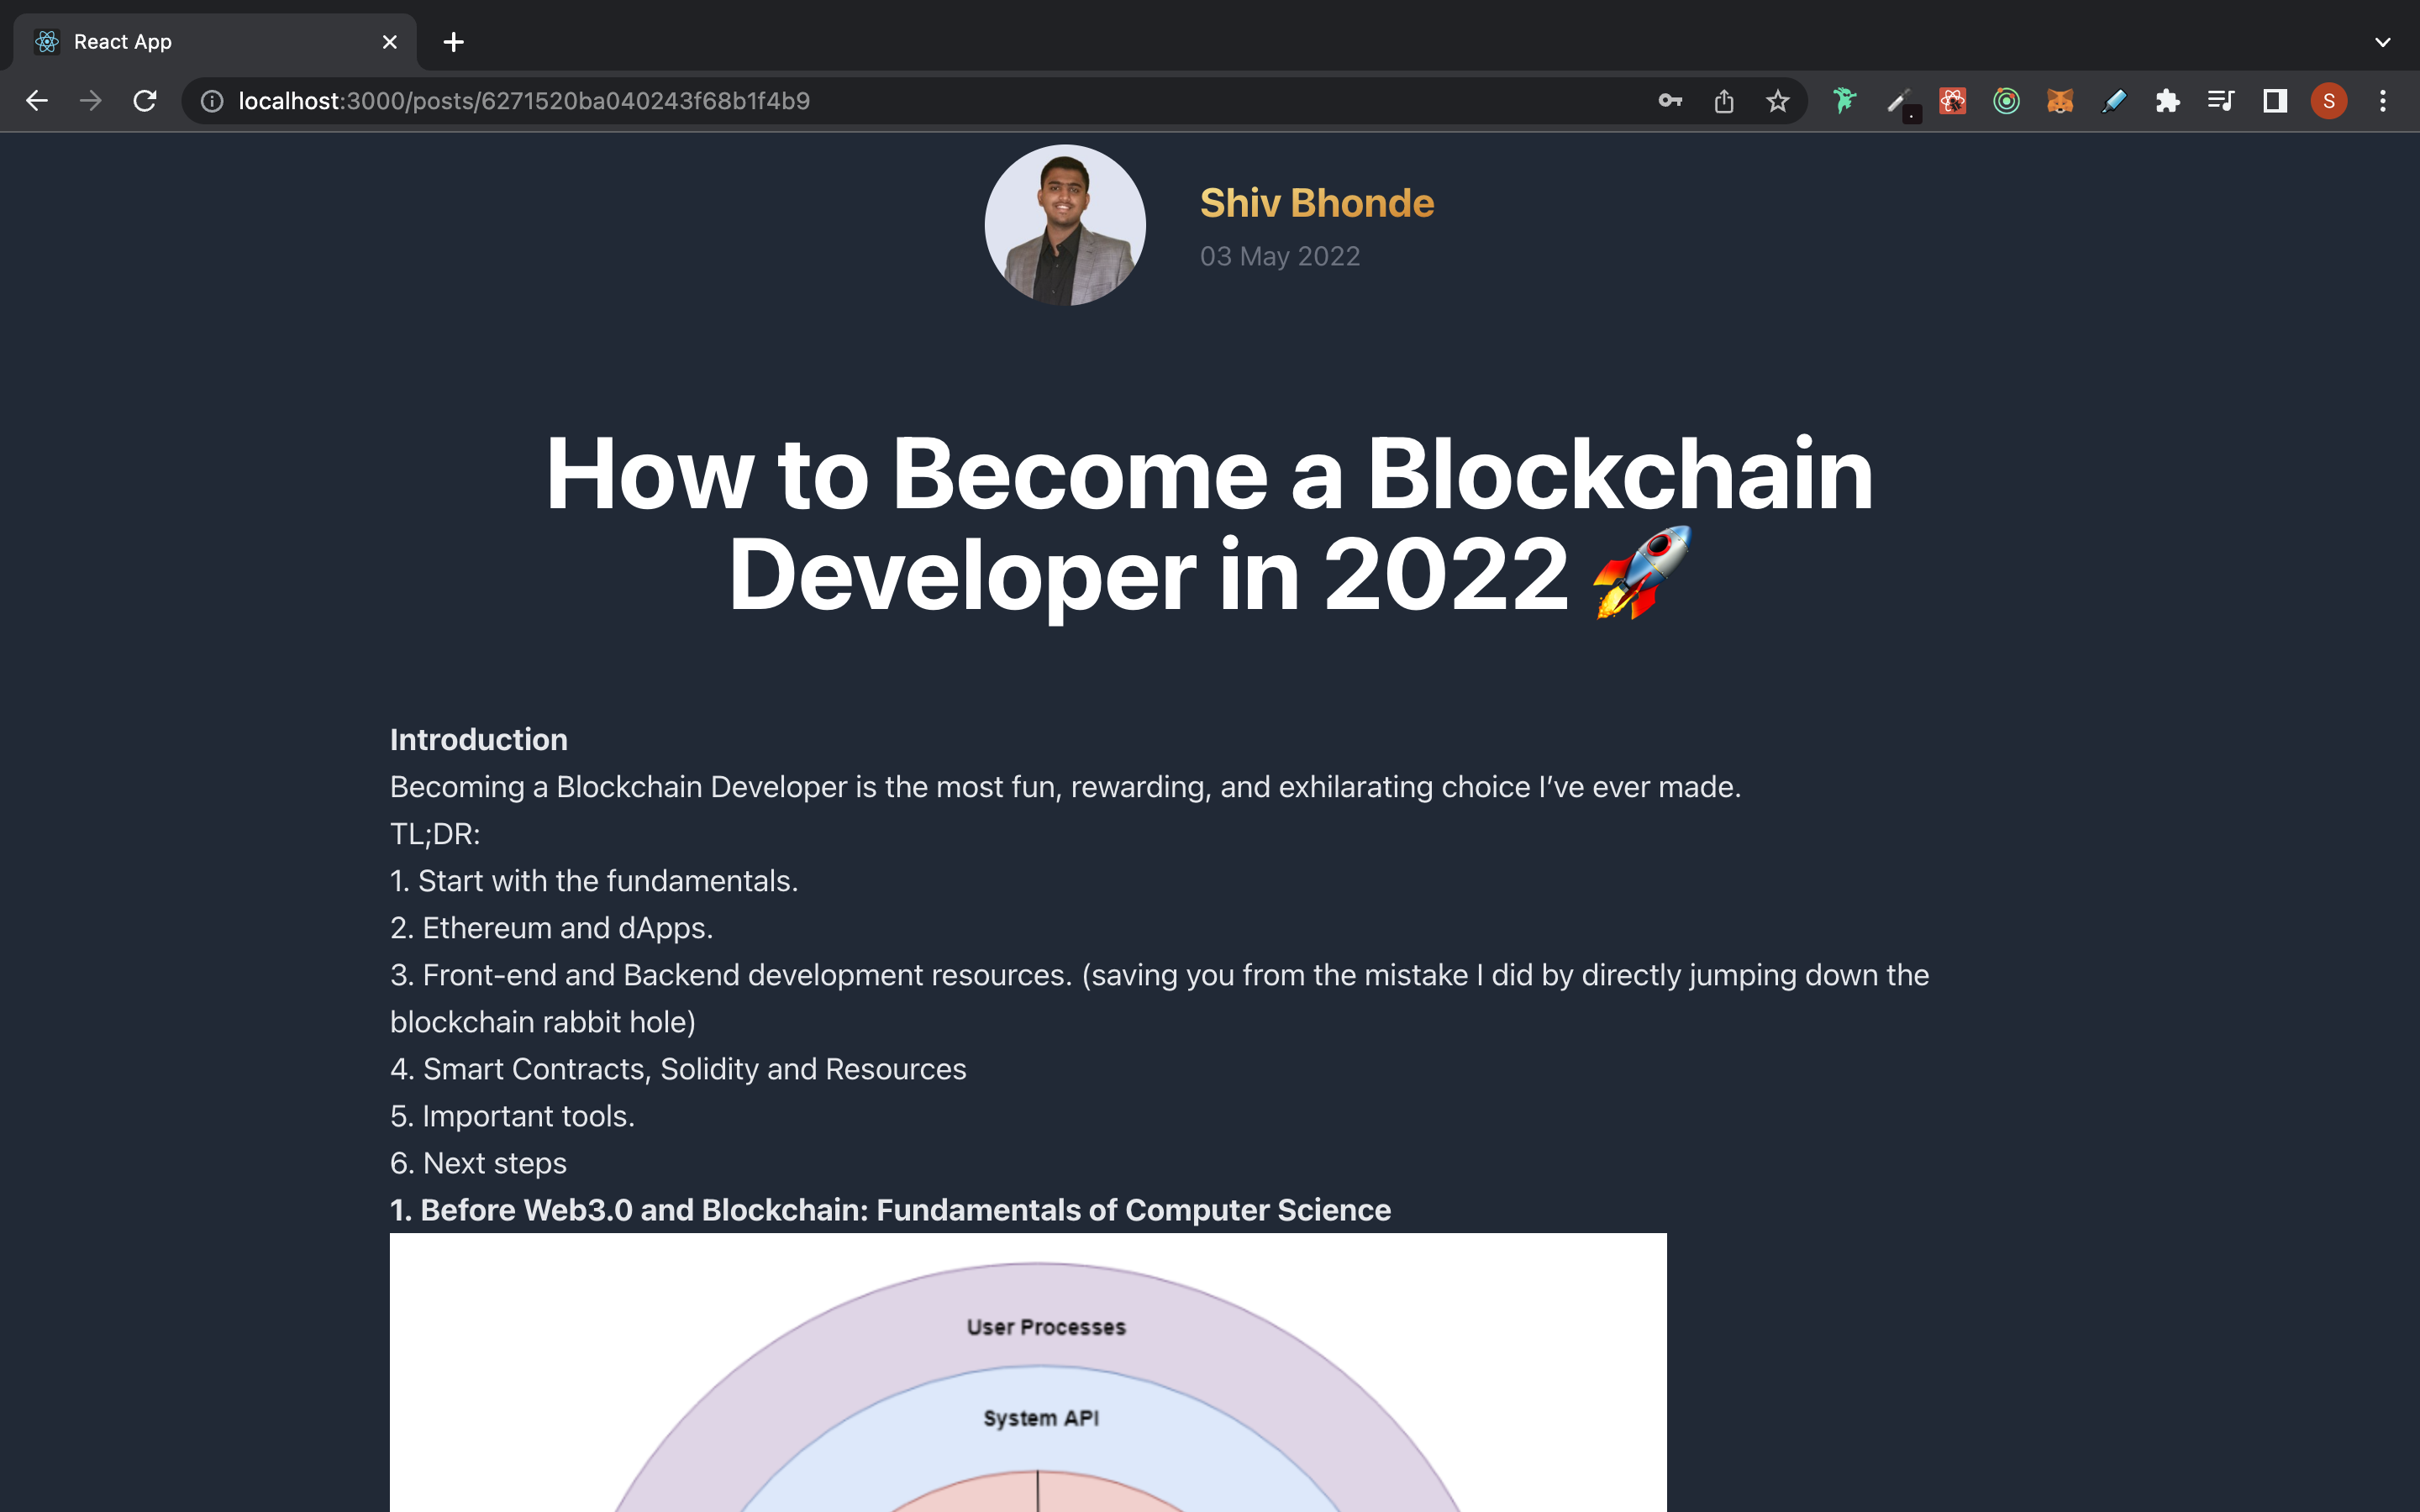 React App
localhost:3000/posts/6271520ba040243f68b1f4b9
S
Shiv Bhonde
03 May 2022
How to Become a Blockchain
Developer in 2022 🚀
Introduction
Becoming a Blockchain Developer is the most fun, rewarding, and exhilarating choice I’ve ever made.
TL;DR:
1. Start with the fundamentals.
2. Ethereum and dApps.
3. Front-end and Backend development resources. (saving you from the mistake I did by directly jumping down the
blockchain rabbit hole)
4. Smart Contracts, Solidity and Resources
5. Important tools.
6. Next steps
1. Before Web3.0 and Blockchain: Fundamentals of Computer Science
User Processes
System API